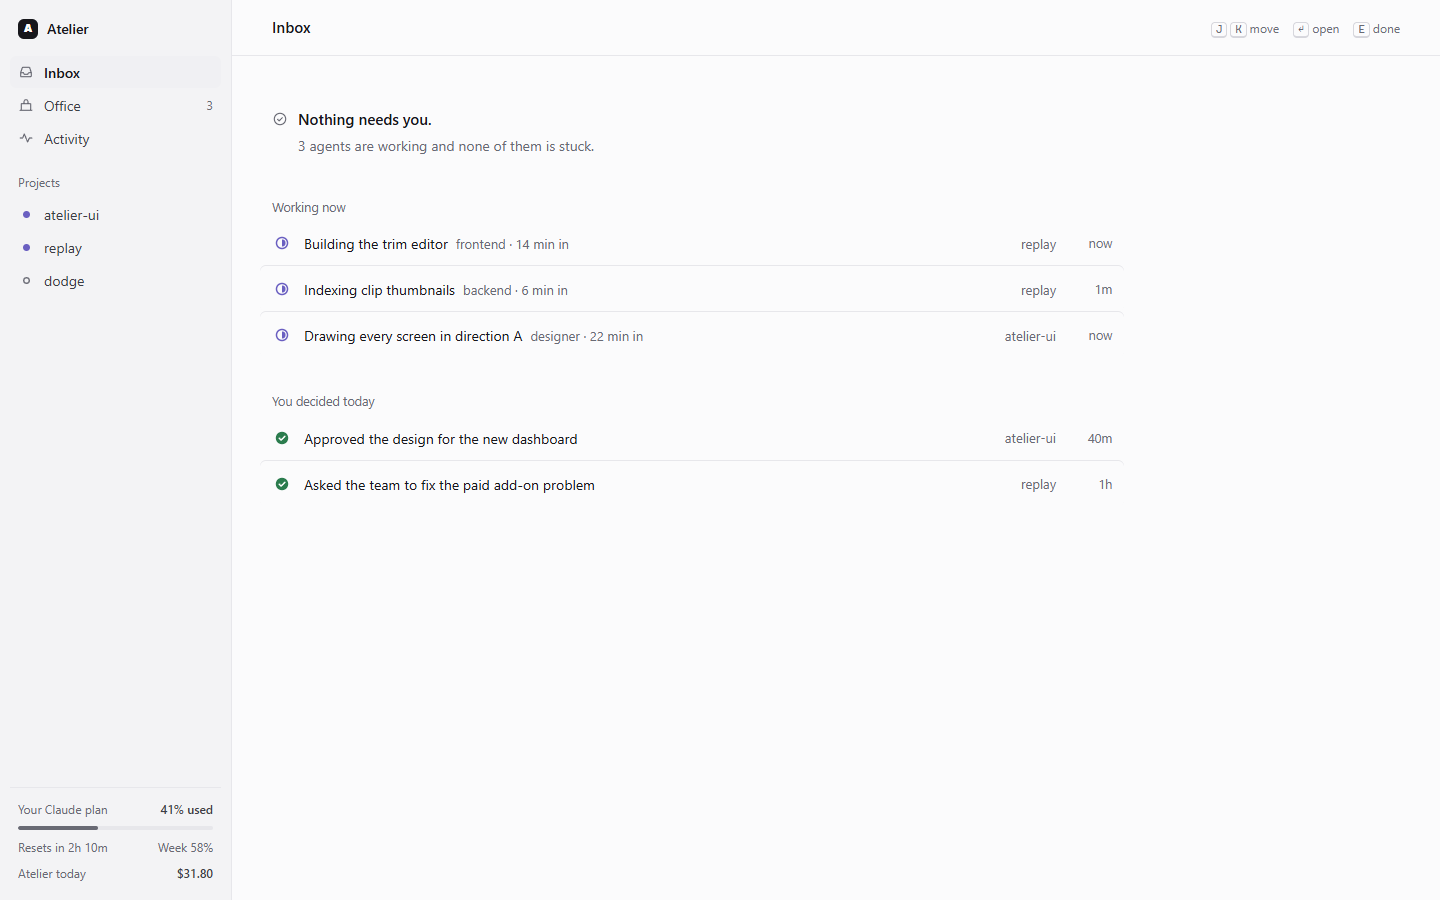 A Atelier
Inbox
Office 3
Activity
Projects
atelier-ui
replay
dodge
Your Claude plan 41% used
Resets in 2h 10m Week 58%
Atelier today $31.80
Inbox
J K move ↵ open E done
Nothing needs you.
3 agents are working and none of them is stuck.
Working now
Building the trim editor frontend · 14 min in replay now
Indexing clip thumbnails backend · 6 min in replay 1m
Drawing every screen in direction A designer · 22 min in atelier-ui now
You decided today
Approved the design for the new dashboard atelier-ui 40m
Asked the team to fix the paid add-on problem replay 1h